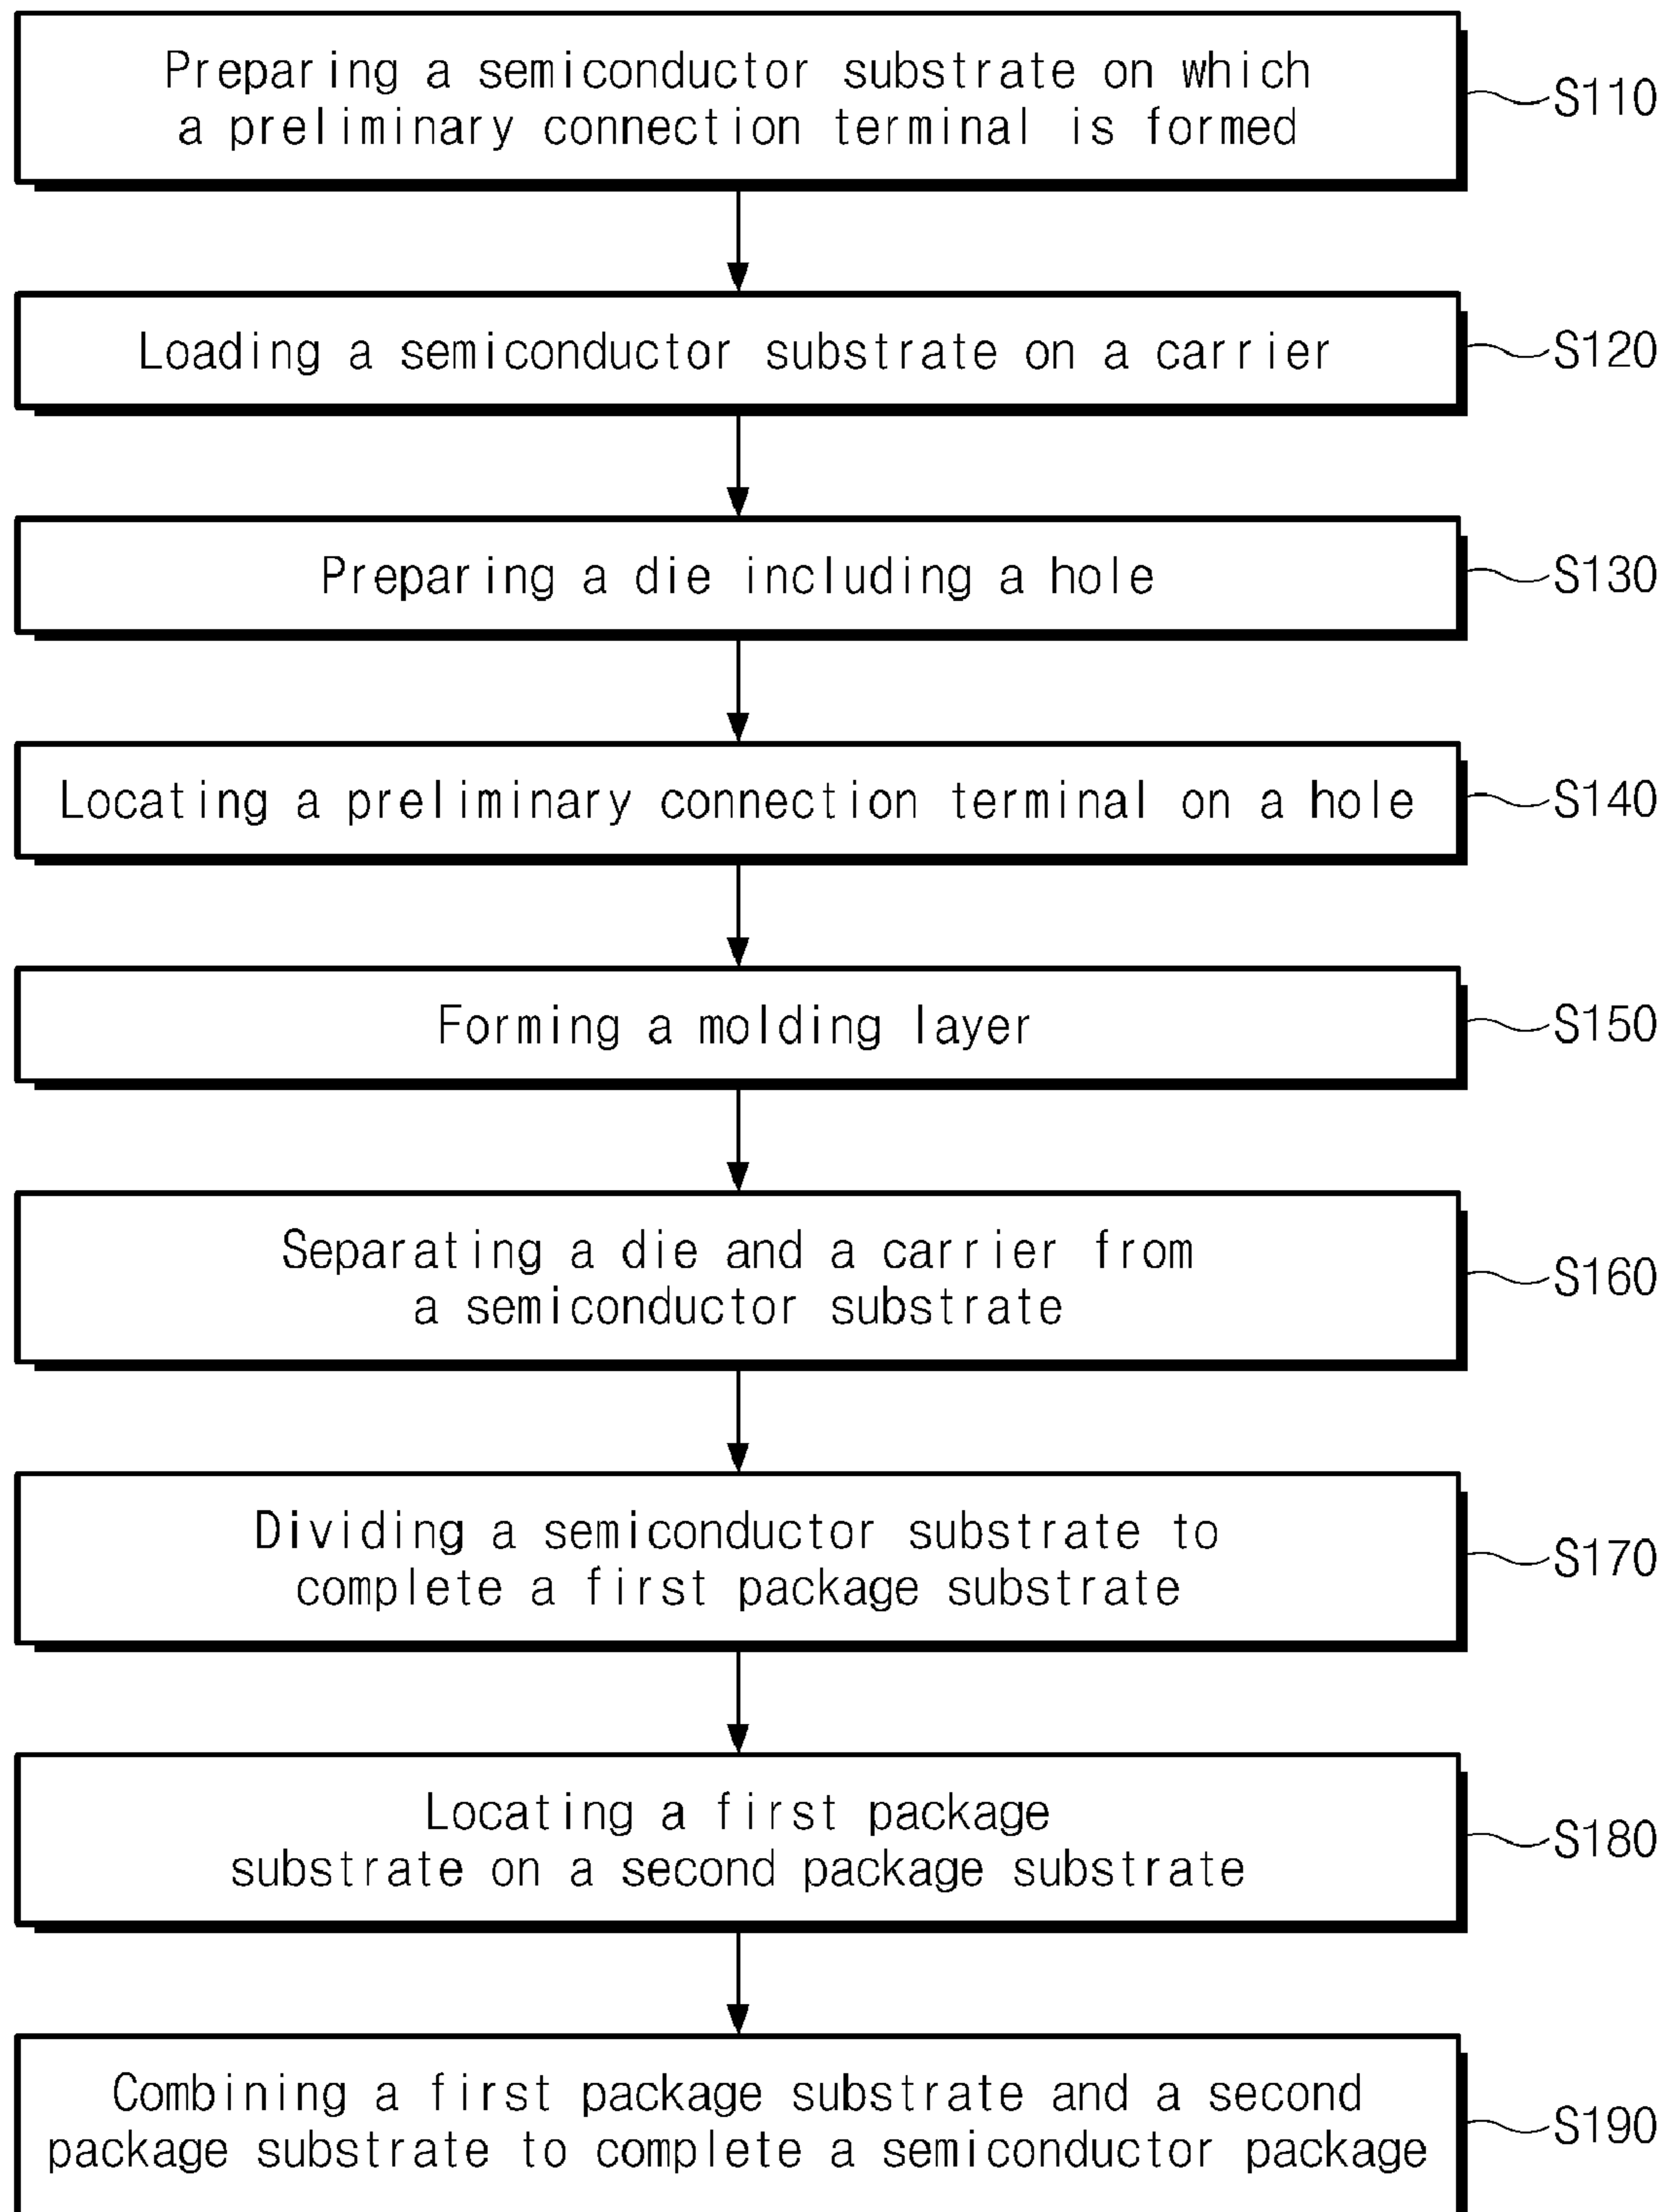 Preparing a semiconductor substrate on which
a preliminary connection terminal is formed
S110
Loading a semiconductor substrate on a carrier
S120
Preparing a die including a hole
S130
Locating a preliminary connection terminal on a hole
S140
Forming a molding layer
S150
Separating a die and a carrier from
a semiconductor substrate
S160
Dividing a semiconductor substrate to
complete a first package substrate
S170
Locating a first package
substrate on a second package substrate
S180
Combining a first package substrate and a second
package substrate to complete a semiconductor package
S190